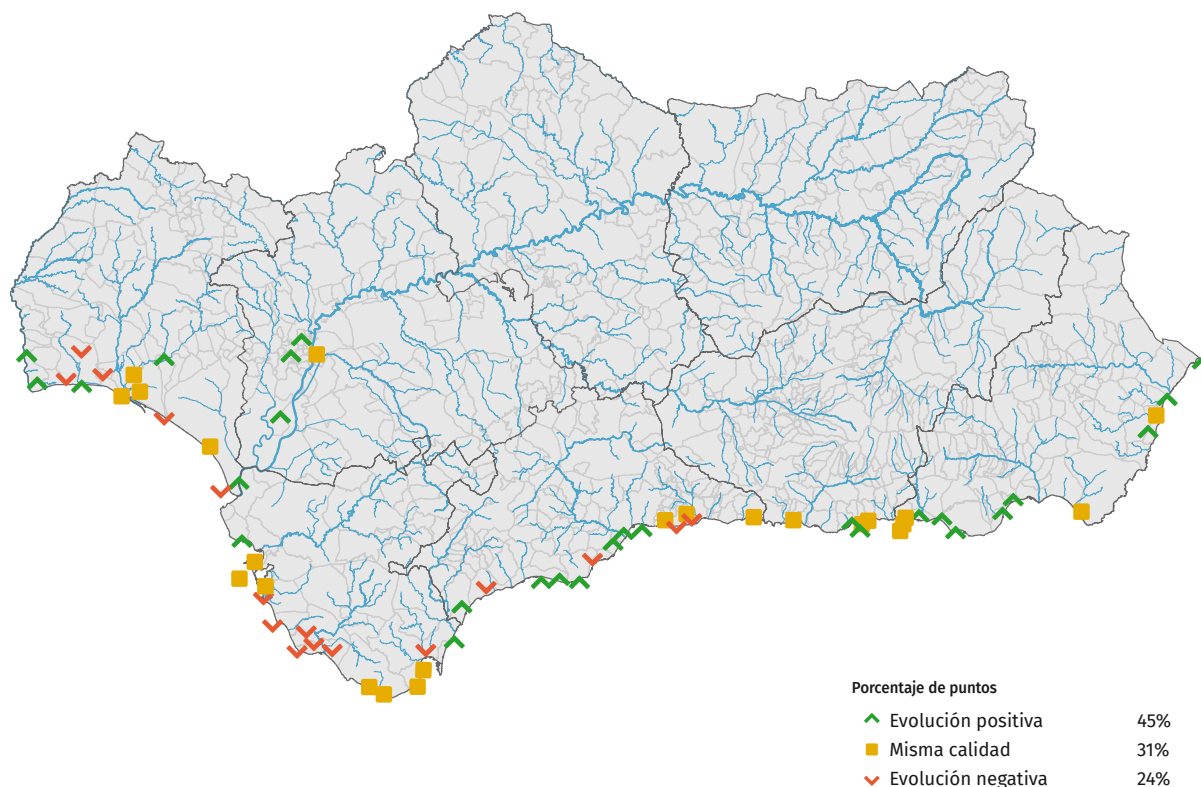 Porcentaje de puntos
Evolución positiva 45%
Misma calidad 31%
Evolución negativa 24%